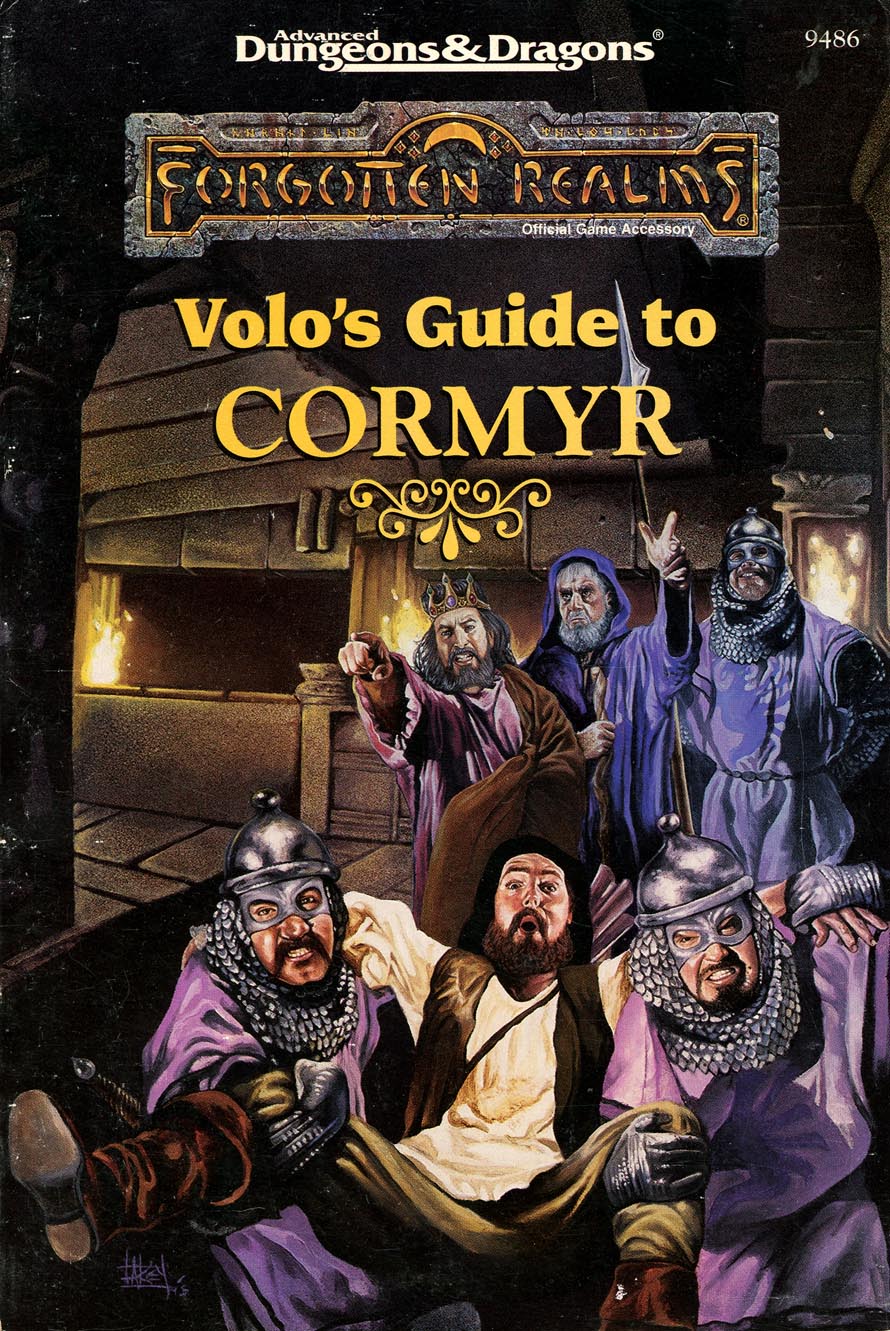 Advanced
Dungeons & Dragons®
9486
FORGOTTEN REALMS®
Official Game Accessory
Volo's Guide to
CORMYR